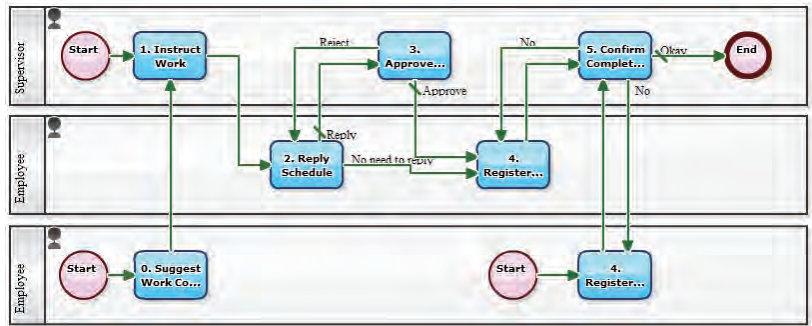 Supervisor
Start
1. Instruct
Work
Reject
3.
Approve...
No
5. Confirm
Complet...
Okay
End
Approve
No
Employee
Reply
2. Reply
Schedule
No need to reply
4.
Register...
Employee
Start
0. Suggest
Work Co...
Start
4.
Register...